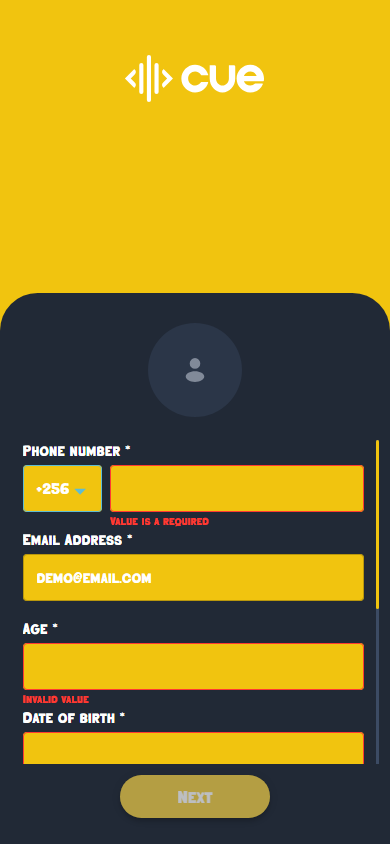 cue
Phone number *
+256
Value is a required
Email Address *
demo@email.com
Age *
Invalid value
Date of birth *
Next